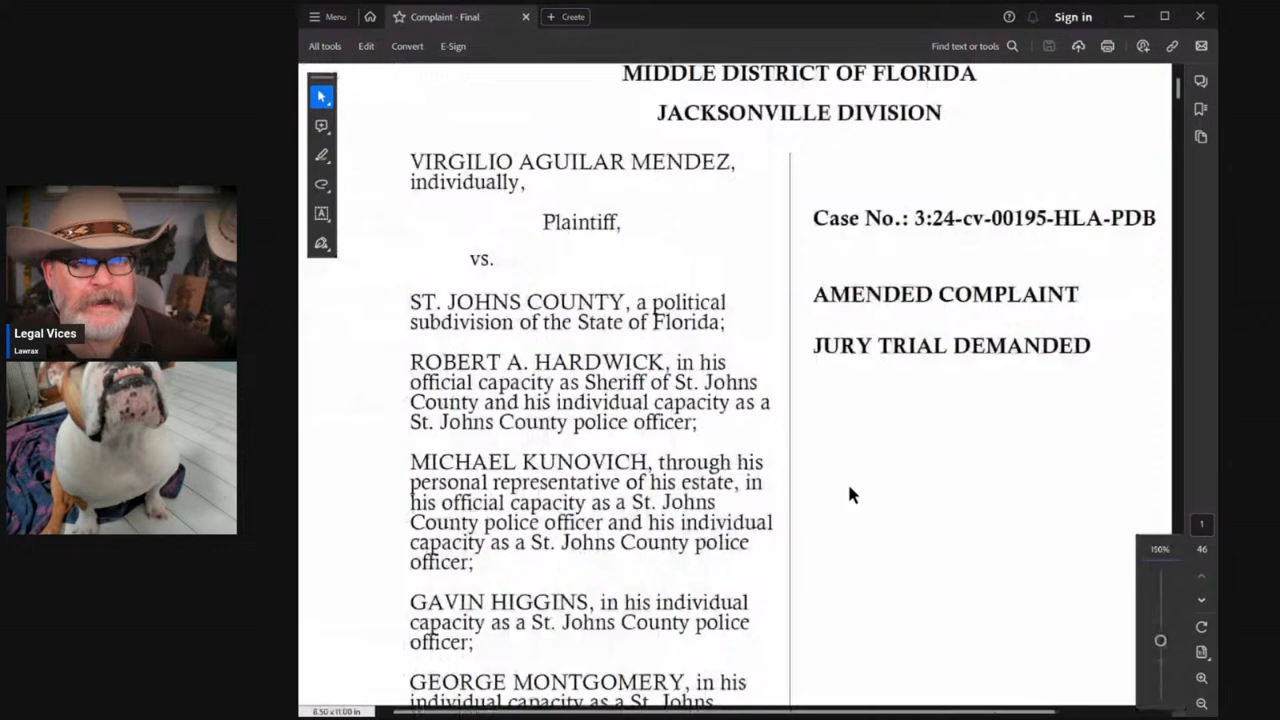 Menu
Complaint - Final
Create
Sign in
All tools
Edit
Convert
E-Sign
Find text or tools
MIDDLE DISTRICT OF FLORIDA
JACKSONVILLE DIVISION
VIRGILIO AGUILAR MENDEZ,
individually,
Plaintiff,
vs.
ST. JOHNS COUNTY, a political
subdivision of the State of Florida;
ROBERT A. HARDWICK, in his
official capacity as Sheriff of St. Johns
County and his individual capacity as a
St. Johns County police officer;
MICHAEL KUNOVICH, through his
personal representative of his estate, in
his official capacity as a St. Johns
County police officer and his individual
capacity as a St. Johns County police
officer;
GAVIN HIGGINS, in his individual
capacity as a St. Johns County police
officer;
GEORGE MONTGOMERY, in his
individual capacity as a St. Johns
Case No.: 3:24-cv-00195-HLA-PDB
AMENDED COMPLAINT
JURY TRIAL DEMANDED
Legal Vices
Lawrax
1
150%
46
8.50 x 11.00 in